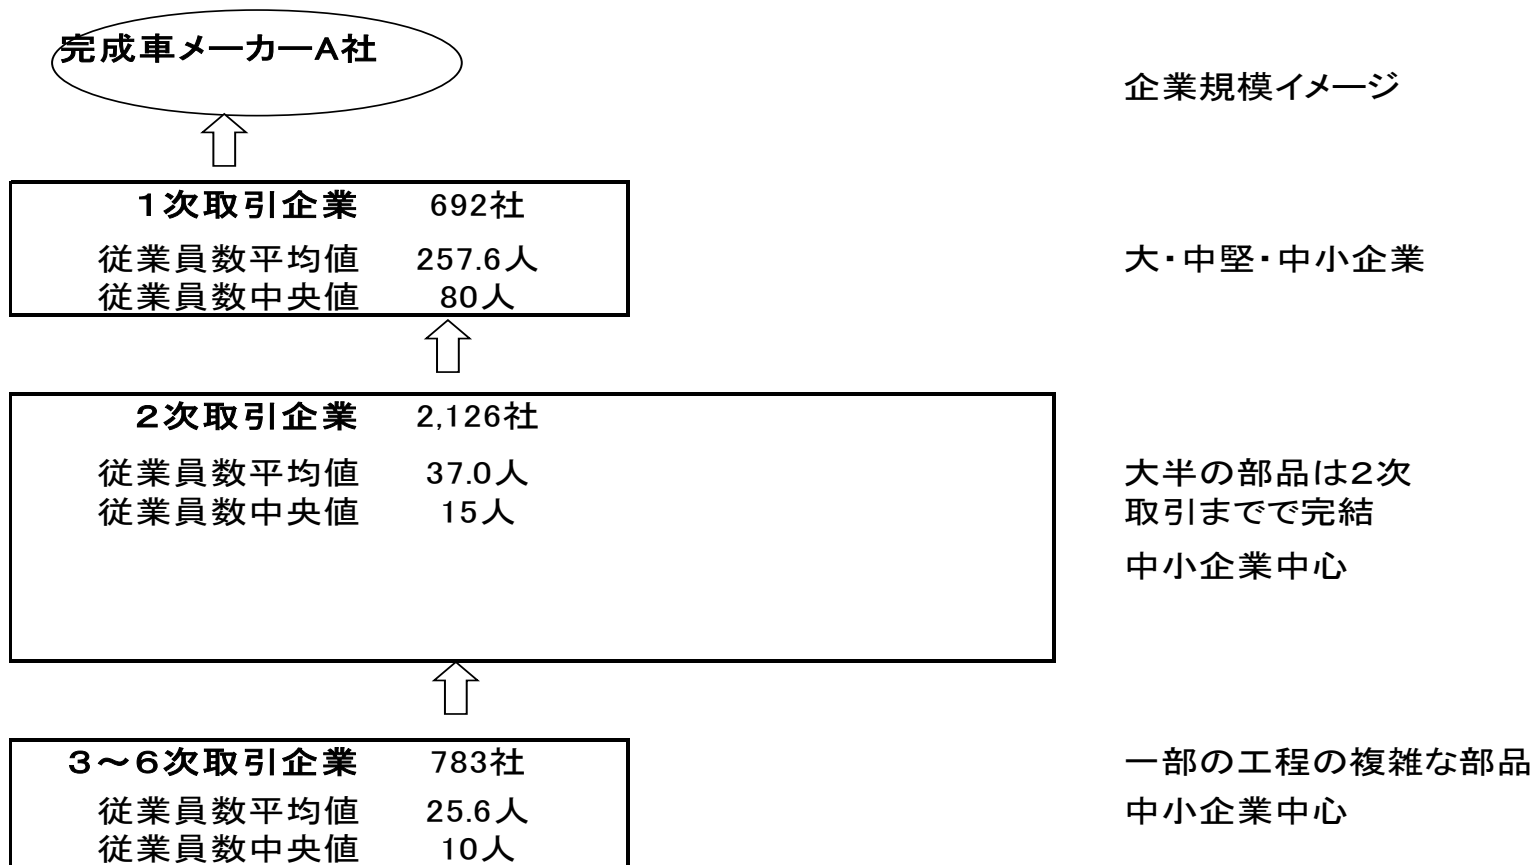 完成車メーカーA社
企業規模イメージ
1次取引企業 692社
従業員数平均値 257.6人 大・中堅・中小企業
従業員数中央値 80人
2次取引企業 2,126社
従業員数平均値 37.0人 大半の部品は2次
従業員数中央値 15人 取引までで完結
中小企業中心
3〜6次取引企業 783社 一部の工程の複雑な部品
従業員数平均値 25.6人 中小企業中心
従業員数中央値 10人